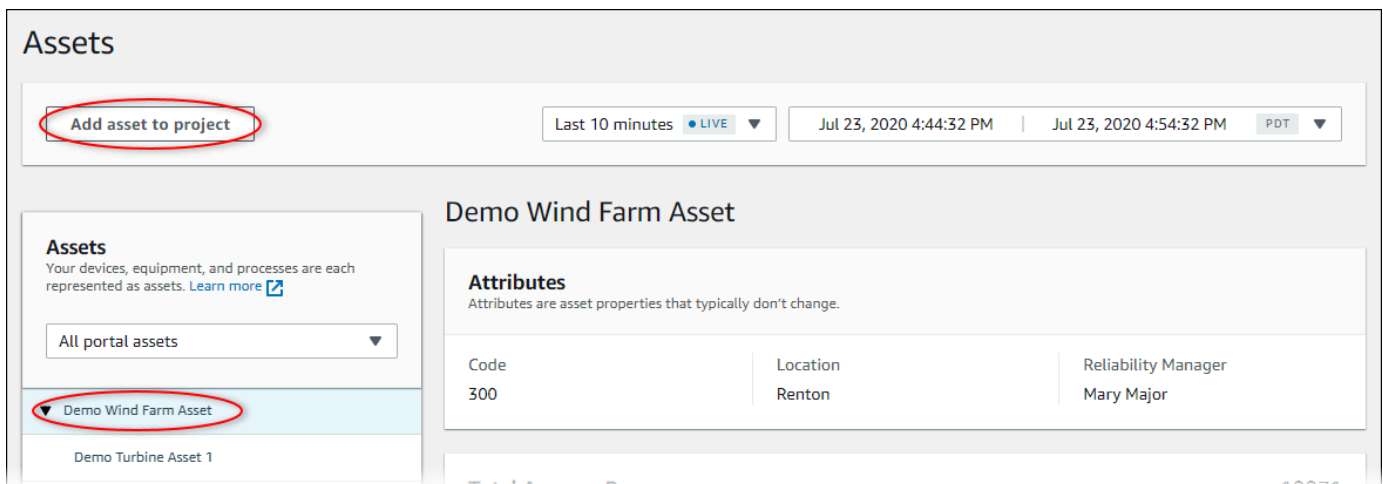 Assets
Add asset to project
Last 10 minutes LIVE
Jul 23, 2020 4:44:32 PM | Jul 23, 2020 4:54:32 PM PDT
Assets
Your devices, equipment, and processes are each
represented as assets. Learn more
All portal assets
Demo Wind Farm Asset
Demo Turbine Asset 1
Demo Wind Farm Asset
Attributes
Attributes are asset properties that typically don't change.
Code
300
Location
Renton
Reliability Manager
Mary Major